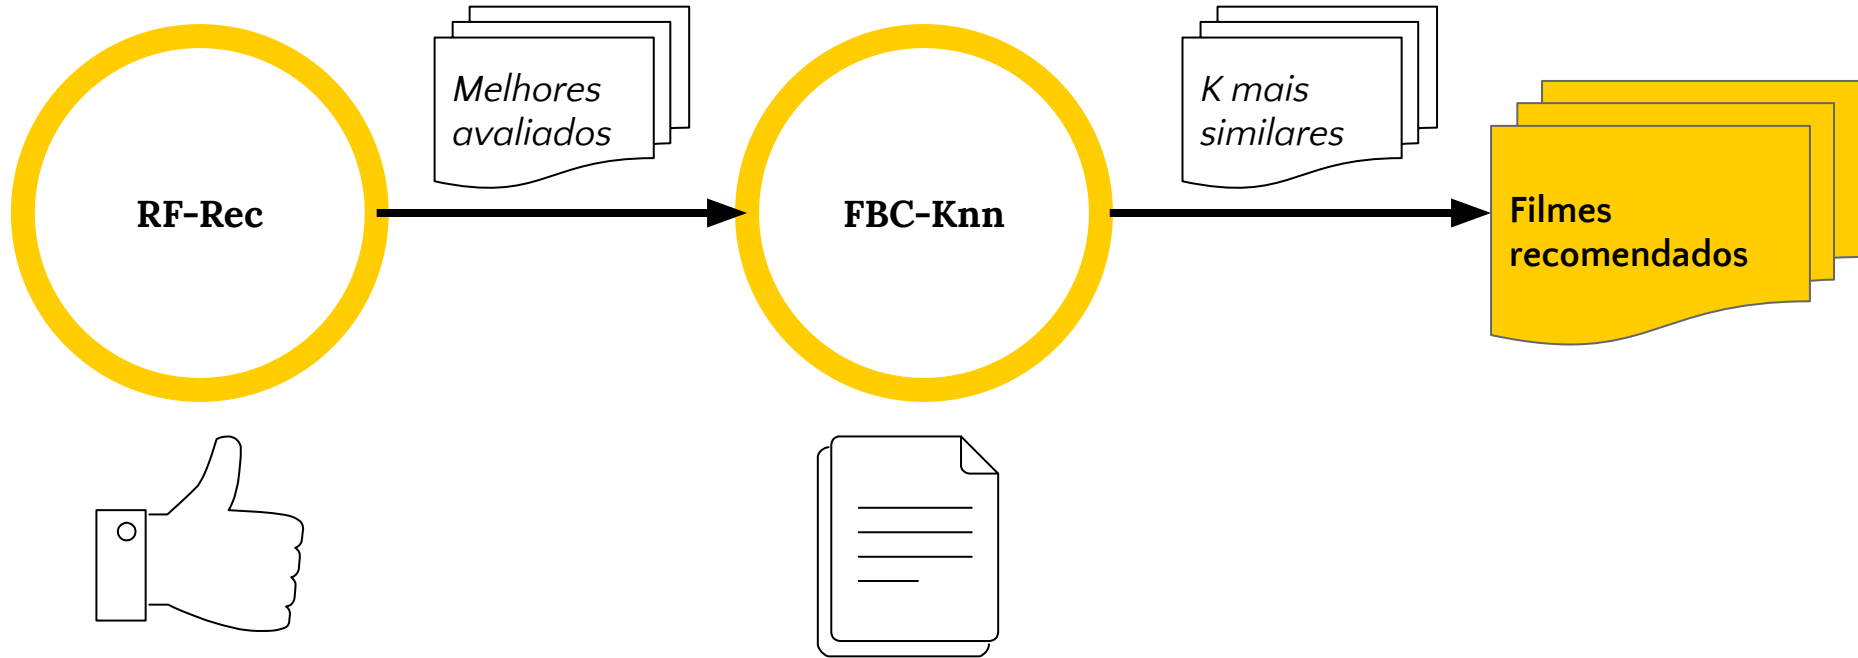 RF-Rec
Melhores
avaliados
FBC-Knn
K mais
similares
Filmes
recomendados